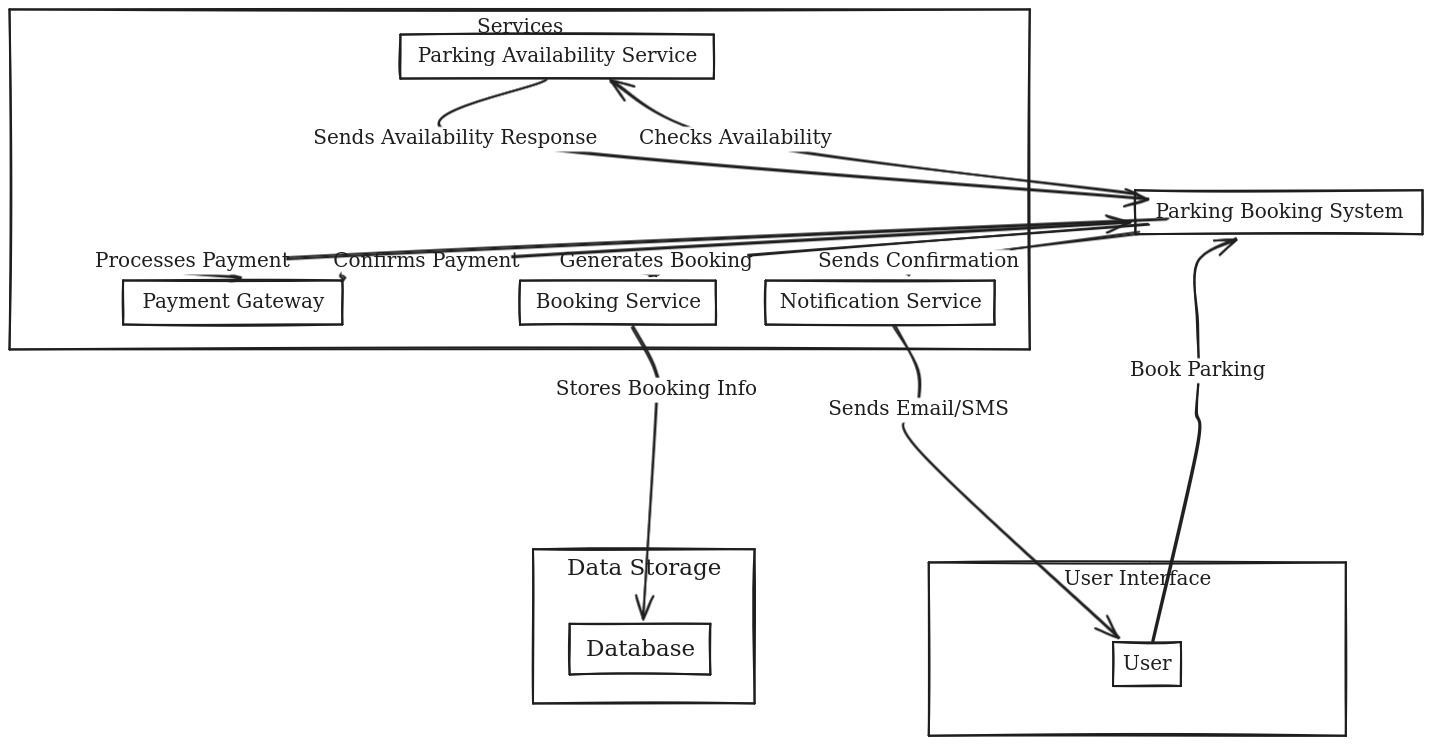 Services
Parking Availability Service
Sends Availability Response
Checks Availability
Parking Booking System
Processes Payment
Confirms Payment
Generates Booking
Sends Confirmation
Payment Gateway
Booking Service
Notification Service
Book Parking
Stores Booking Info
Sends Email/SMS
Data Storage
User Interface
Database
User